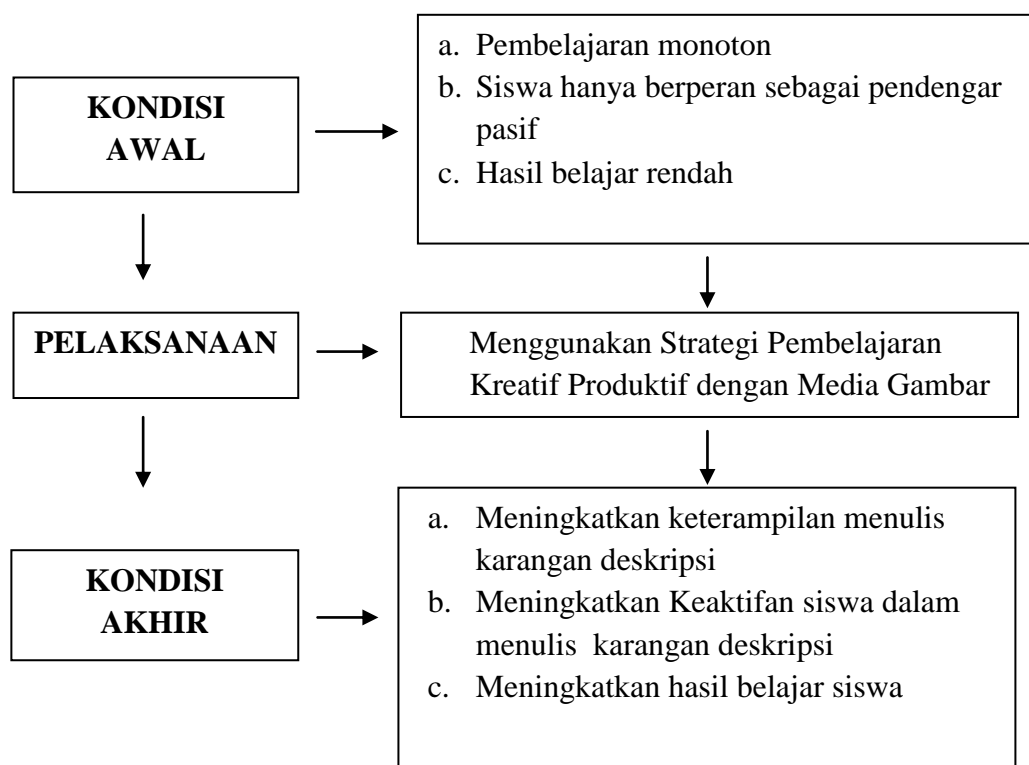 KONDISI
AWAL
a. Pembelajaran monoton
b. Siswa hanya berperan sebagai pendengar
pasif
c. Hasil belajar rendah
PELAKSANAAN
Menggunakan Strategi Pembelajaran
Kreatif Produktif dengan Media Gambar
KONDISI
AKHIR
a. Meningkatkan keterampilan menulis
karangan deskripsi
b. Meningkatkan Keaktifan siswa dalam
menulis karangan deskripsi
c. Meningkatkan hasil belajar siswa